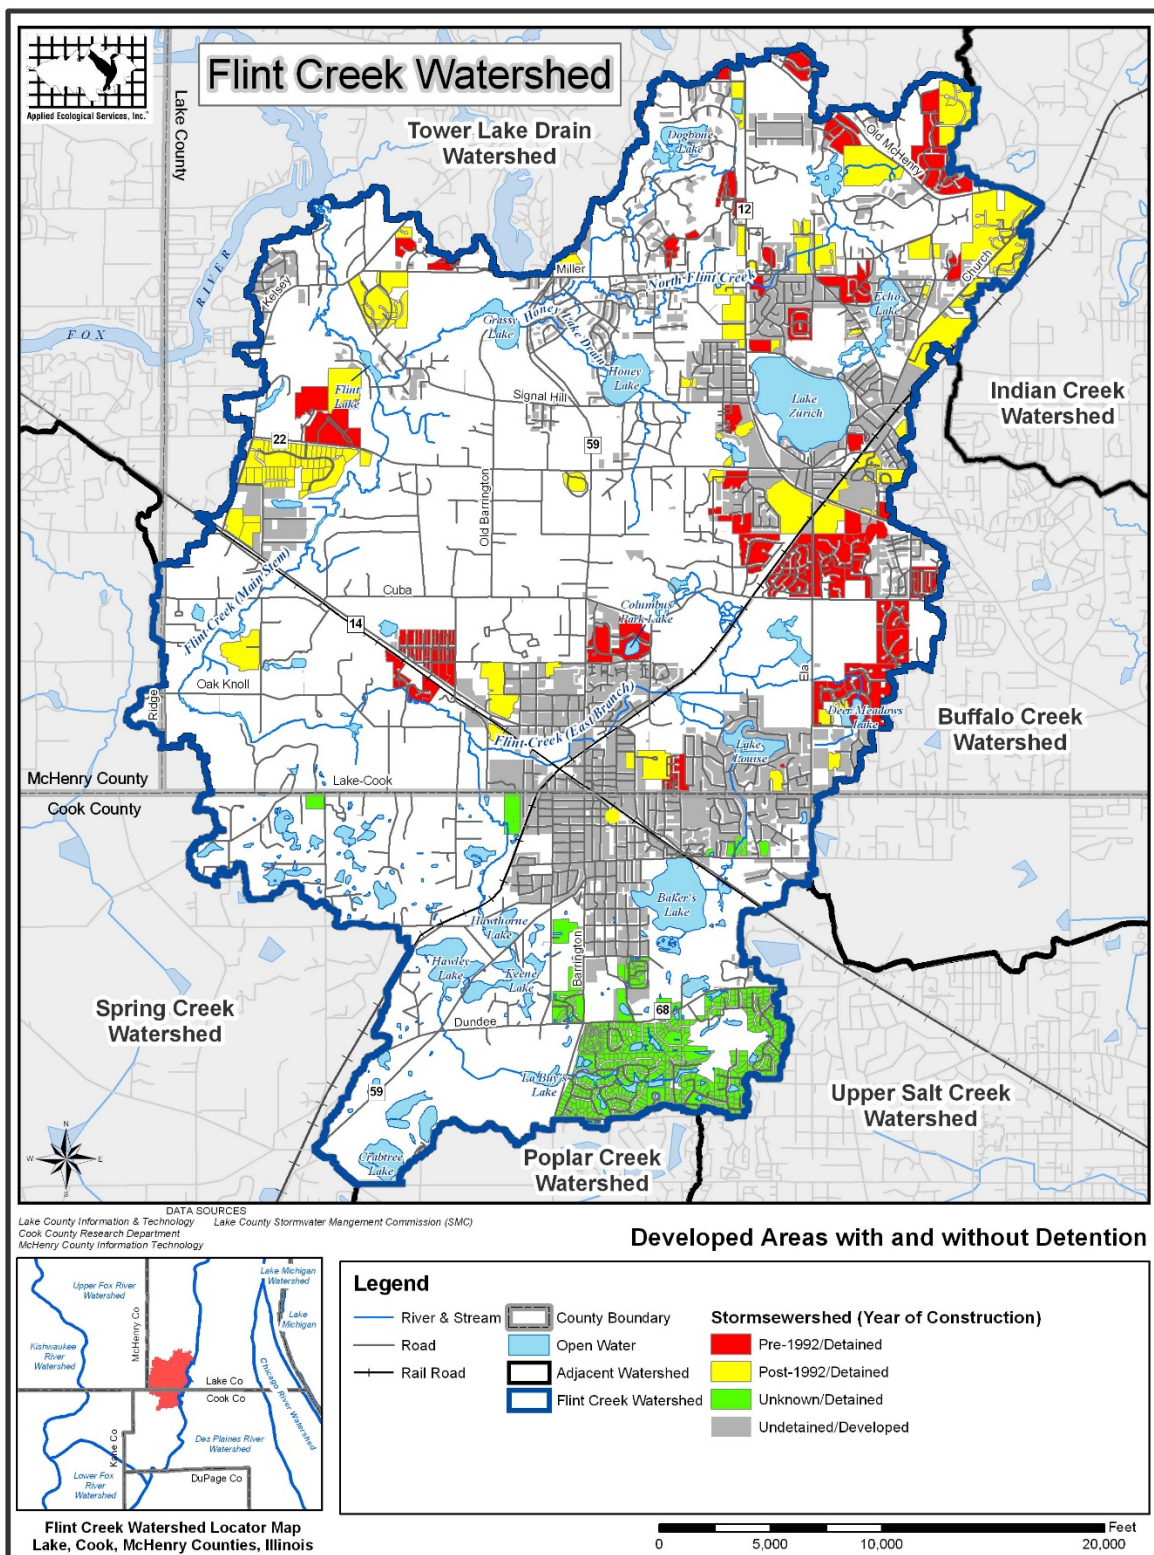 Applied Ecological Services, Inc.™
Flint Creek Watershed
Lake County
Tower Lake Drain
Watershed
Dogbone
Lake
Old McHenry
12
FOX
RIVER
Kelsey
Miller
North Flint Creek
Church
Echo
Lake
Grassy
Lake
Honey Lake Drain
Honey
Lake
Flint
Lake
Signal Hill
Lake
Zurich
Indian Creek
Watershed
22
59
Old Barrington
Flint Creek (Main Stem)
Cuba
14
Columbus
Park Lake
Ela
Oak Knoll
Ridge
Flint Creek (East Branch)
Deer Meadows
Lake
Lake
Louise
Buffalo Creek
Watershed
McHenry County
Lake-Cook
Cook County
Baker's
Lake
Hawthorne
Lake
Hawley
Lake
Keene
Lake
Barrington
Spring Creek
Watershed
Dundee
68
La Buy's
Lake
59
Upper Salt Creek
Watershed
Poplar Creek
Watershed
Crabtree
Lake
N
W E
S
DATA SOURCES
Lake County Information & Technology Lake County Stormwater Mangement Commission (SMC)
Cook County Research Department
McHenry County Information Technology
Developed Areas with and without Detention
Upper Fox River
Watershed
McHenry Co
Lake Michigan
Watershed
Lake
Michigan
Kishwaukee
River
Watershed
Lake Co
Cook Co
Chicago River Watershed
Kane Co
Des Plaines River
Watershed
Lower Fox
River
Watershed
DuPage Co
Flint Creek Watershed Locator Map
Lake, Cook, McHenry Counties, Illinois
Legend
River & Stream
Road
Rail Road
County Boundary
Open Water
Adjacent Watershed
Flint Creek Watershed
Stormsewershed (Year of Construction)
Pre-1992/Detained
Post-1992/Detained
Unknown/Detained
Undetained/Developed
Feet
0 5,000 10,000 20,000